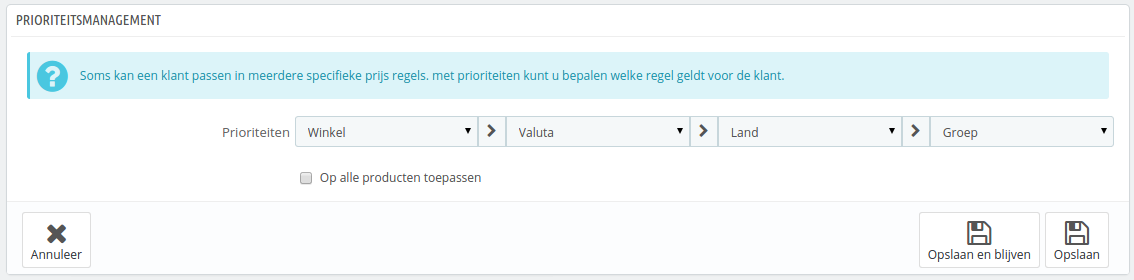 PRIORITEITSMANAGEMENT
Soms kan een klant passen in meerdere specifieke prijs regels. met prioriteiten kunt u bepalen welke regel geldt voor de klant.
Prioriteiten Winkel Valuta Land Groep
Op alle producten toepassen
Annuleer Opslaan en blijven Opslaan